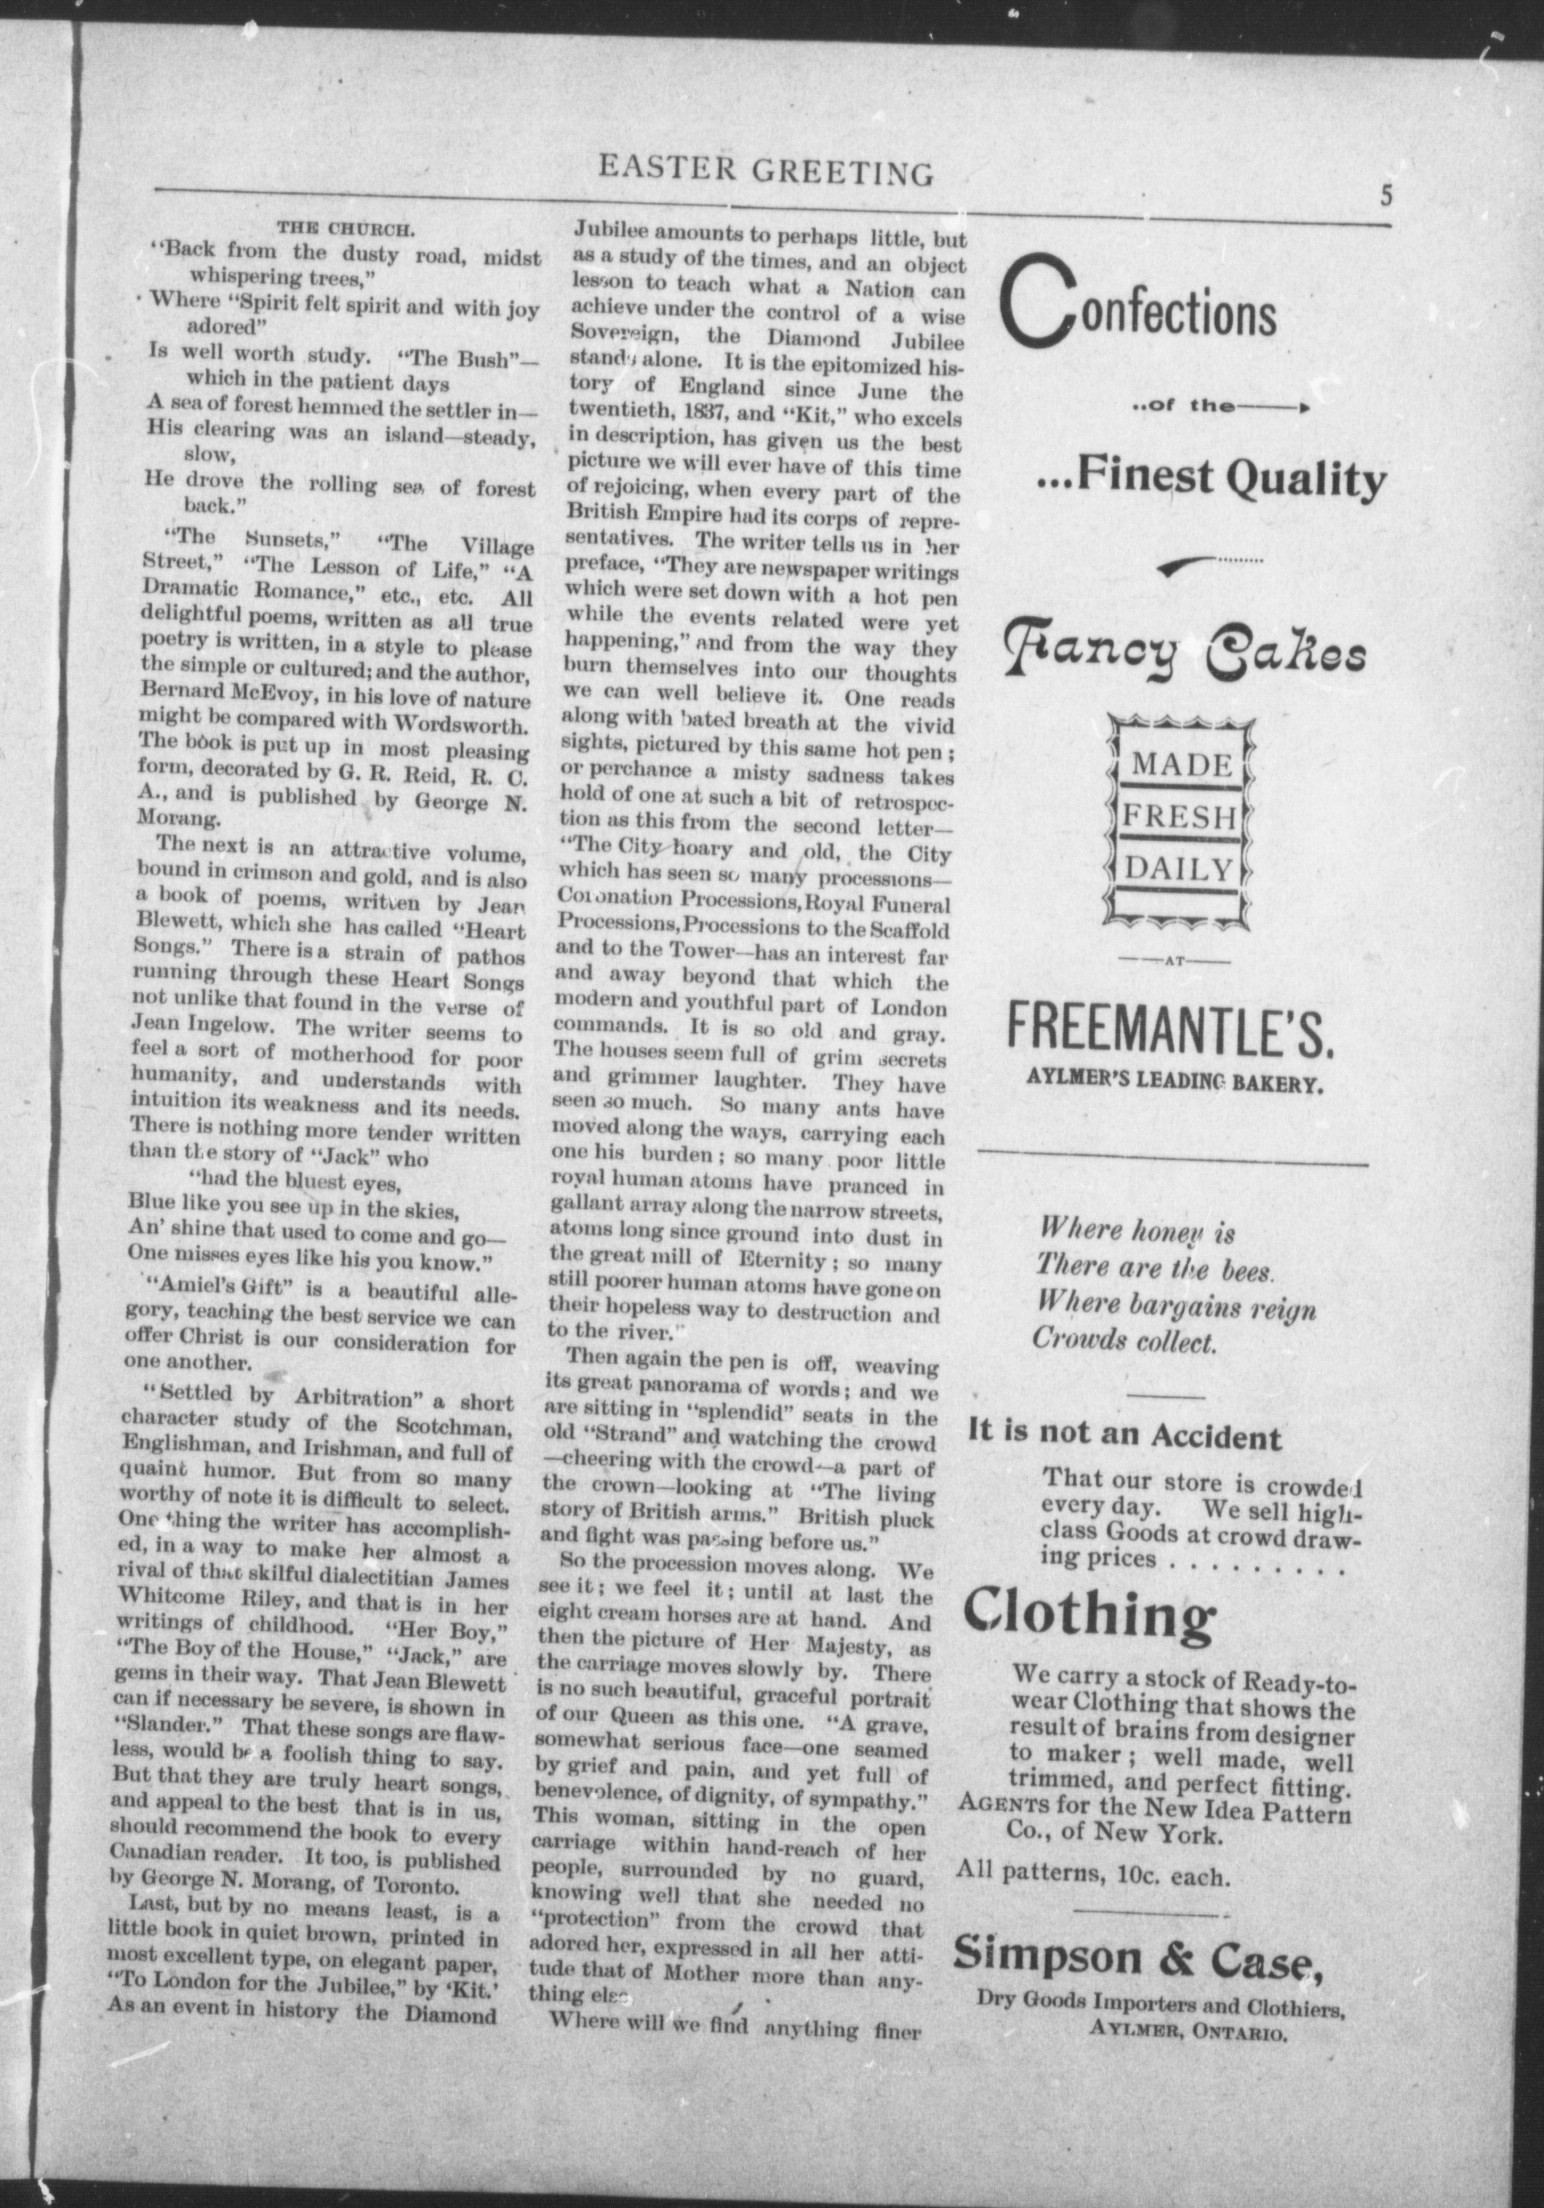 EASTER GREETING
5
THE CHURCH.
"Back from the dusty road, midst
whispering trees,"
Where "Spirit felt spirit and with joy
adored"
Is well worth study. "The Bush"—
which in the patient days
A sea of forest hemmed the settler in—
His clearing was an island—steady,
slow,
He drove the rolling sea of forest
back."
"The Sunsets," "The Village
Street," "The Lesson of Life," "A
Dramatic Romance," etc., etc. All
delightful poems, written as all true
poetry is written, in a style to please
the simple or cultured; and the author,
Bernard McEvoy, in his love of nature
might be compared with Wordsworth.
The book is put up in most pleasing
form, decorated by G. R. Reid, R. C.
A., and is published by George N.
Morang.
The next is an attractive volume,
bound in crimson and gold, and is also
a book of poems, written by Jean
Blewett, which she has called "Heart
Songs." There is a strain of pathos
running through these Heart Songs
not unlike that found in the verse of
Jean Ingelow. The writer seems to
feel a sort of motherhood for poor
humanity, and understands with
intuition its weakness and its needs.
There is nothing more tender written
than the story of "Jack" who
"had the bluest eyes,
Blue like you see up in the skies,
An' shine that used to come and go—
One misses eyes like his you know."
"Amiel's Gift" is a beautiful alle-
gory, teaching the best service we can
offer Christ is our consideration for
one another.
"Settled by Arbitration" a short
character study of the Scotchman,
Englishman, and Irishman, and full of
quaint humor. But from so many
worthy of note it is difficult to select.
One thing the writer has accomplish-
ed, in a way to make her almost a
rival of that skilful dialectitian James
Whitcome Riley, and that is in her
writings of childhood. "Her Boy,"
"The Boy of the House," "Jack," are
gems in their way. That Jean Blewett
can if necessary be severe, is shown in
"Slander." That these songs are flaw-
less, would be a foolish thing to say.
But that they are truly heart songs,
and appeal to the best that is in us,
should recommend the book to every
Canadian reader. It too, is published
by George N. Morang, of Toronto.
Last, but by no means least, is a
little book in quiet brown, printed in
most excellent type, on elegant paper,
"To London for the Jubilee," by 'Kit.'
As an event in history the Diamond
Jubilee amounts to perhaps little, but
as a study of the times, and an object
lesson to teach what a Nation can
achieve under the control of a wise
Sovereign, the Diamond Jubilee
stands alone. It is the epitomized his-
tory of England since June the
twentieth, 1837, and "Kit," who excels
in description, has given us the best
picture we will ever have of this time
of rejoicing, when every part of the
British Empire had its corps of repre-
sentatives. The writer tells us in her
preface, "They are newspaper writings
which were set down with a hot pen
while the events related were yet
happening," and from the way they
burn themselves into our thoughts
we can well believe it. One reads
along with bated breath at the vivid
sights, pictured by this same hot pen;
or perchance a misty sadness takes
hold of one at such a bit of retrospec-
tion as this from the second letter—
"The City hoary and old, the City
which has seen so many processions—
Coronation Processions, Royal Funeral
Processions, Processions to the Scaffold
and to the Tower—has an interest far
and away beyond that which the
modern and youthful part of London
commands. It is so old and gray.
The houses seem full of grim secrets
and grimmer laughter. They have
seen so much. So many ants have
moved along the ways, carrying each
one his burden; so many poor little
royal human atoms have pranced in
gallant array along the narrow streets,
atoms long since ground into dust in
the great mill of Eternity; so many
still poorer human atoms have gone on
their hopeless way to destruction and
to the river."
Then again the pen is off, weaving
its great panorama of words; and we
are sitting in "splendid" seats in the
old "Strand" and watching the crowd
—cheering with the crowd—a part of
the crown—looking at "The living
story of British arms." British pluck
and fight was passing before us."
So the procession moves along. We
see it; we feel it; until at last the
eight cream horses are at hand. And
then the picture of Her Majesty, as
the carriage moves slowly by. There
is no such beautiful, graceful portrait
of our Queen as this one. "A grave,
somewhat serious face—one seamed
by grief and pain, and yet full of
benevolence, of dignity, of sympathy."
This woman, sitting in the open
carriage within hand-reach of her
people, surrounded by no guard,
knowing well that she needed no
"protection" from the crowd that
adored her, expressed in all her atti-
tude that of Mother more than any-
thing else
Where will we find anything finer
Confections
..of the
...Finest Quality
Fancy Cakes
MADE
FRESH
DAILY
——AT——
FREEMANTLE'S.
AYLMER'S LEADING BAKERY.
Where honey is
There are the bees.
Where bargains reign
Crowds collect.
It is not an Accident
That our store is crowded
every day. We sell high-
class Goods at crowd draw-
ing prices . . . . . . . . .
Clothing
We carry a stock of Ready-to-
wear Clothing that shows the
result of brains from designer
to maker; well made, well
trimmed, and perfect fitting.
AGENTS for the New Idea Pattern
Co., of New York.
All patterns, 10c. each.
Simpson & Case,
Dry Goods Importers and Clothiers,
AYLMER, ONTARIO.